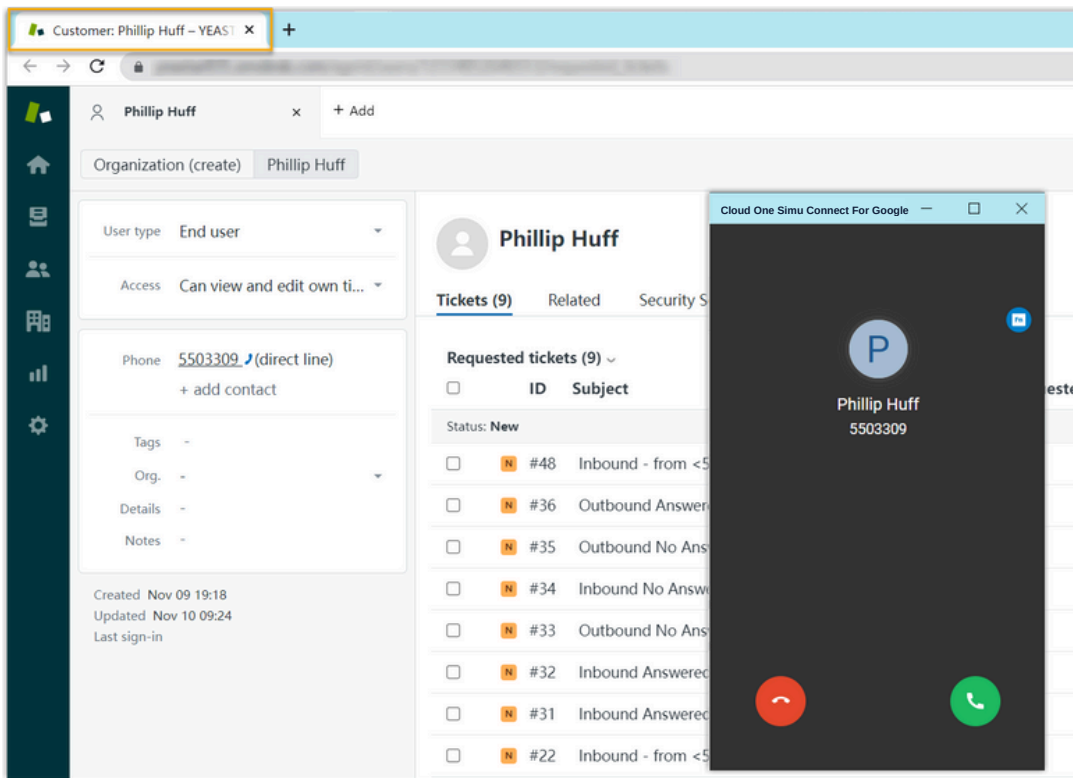 Customer: Phillip Huff – YEAST
Phillip Huff
+ Add
Organization (create) Phillip Huff
User type End user
Access Can view and edit own ti...
Phone 5503309 (direct line)
+ add contact
Tags -
Org. -
Details -
Notes -
Created Nov 09 19:18
Updated Nov 10 09:24
Last sign-in
Phillip Huff
Tickets (9) Related Security S
Requested tickets (9)
ID Subject
Status: New
N #48 Inbound - from <5
N #36 Outbound Answer
N #35 Outbound No Ans
N #34 Inbound No Answ
N #33 Outbound No Ans
N #32 Inbound Answered
N #31 Inbound Answered
N #22 Inbound - from <5
Cloud One Simu Connect For Google
P
Phillip Huff
5503309